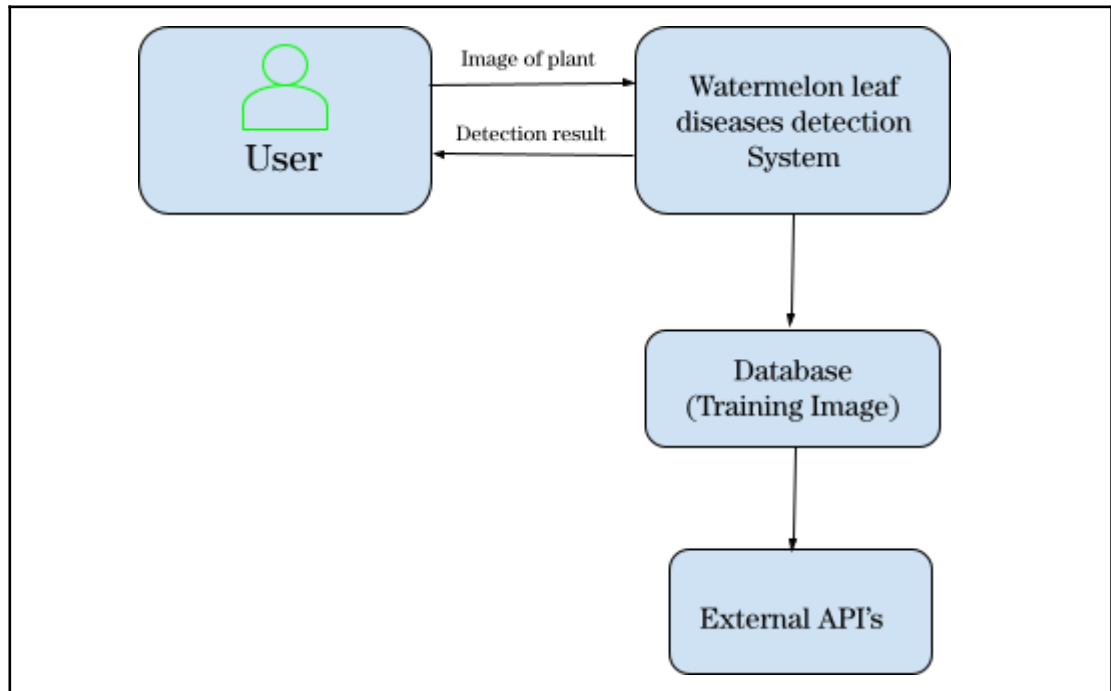 User
Image of plant
Detection result
Watermelon leaf
diseases detection
System
Database
(Training Image)
External API's